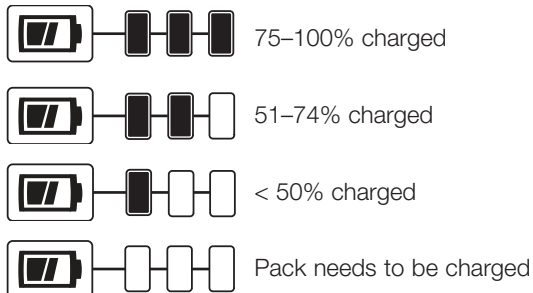 75–100% charged
51–74% charged
< 50% charged
Pack needs to be charged